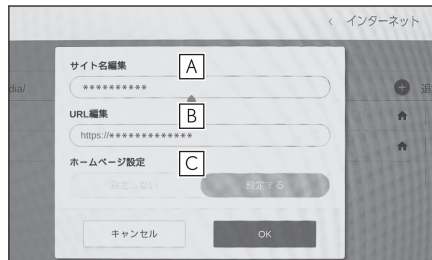 ‹ インターネット
サイト名編集 A
dia/
**********
追
URL編集 B
https://*************
ホームページ設定 C
設定しない 設定する
キャンセル OK